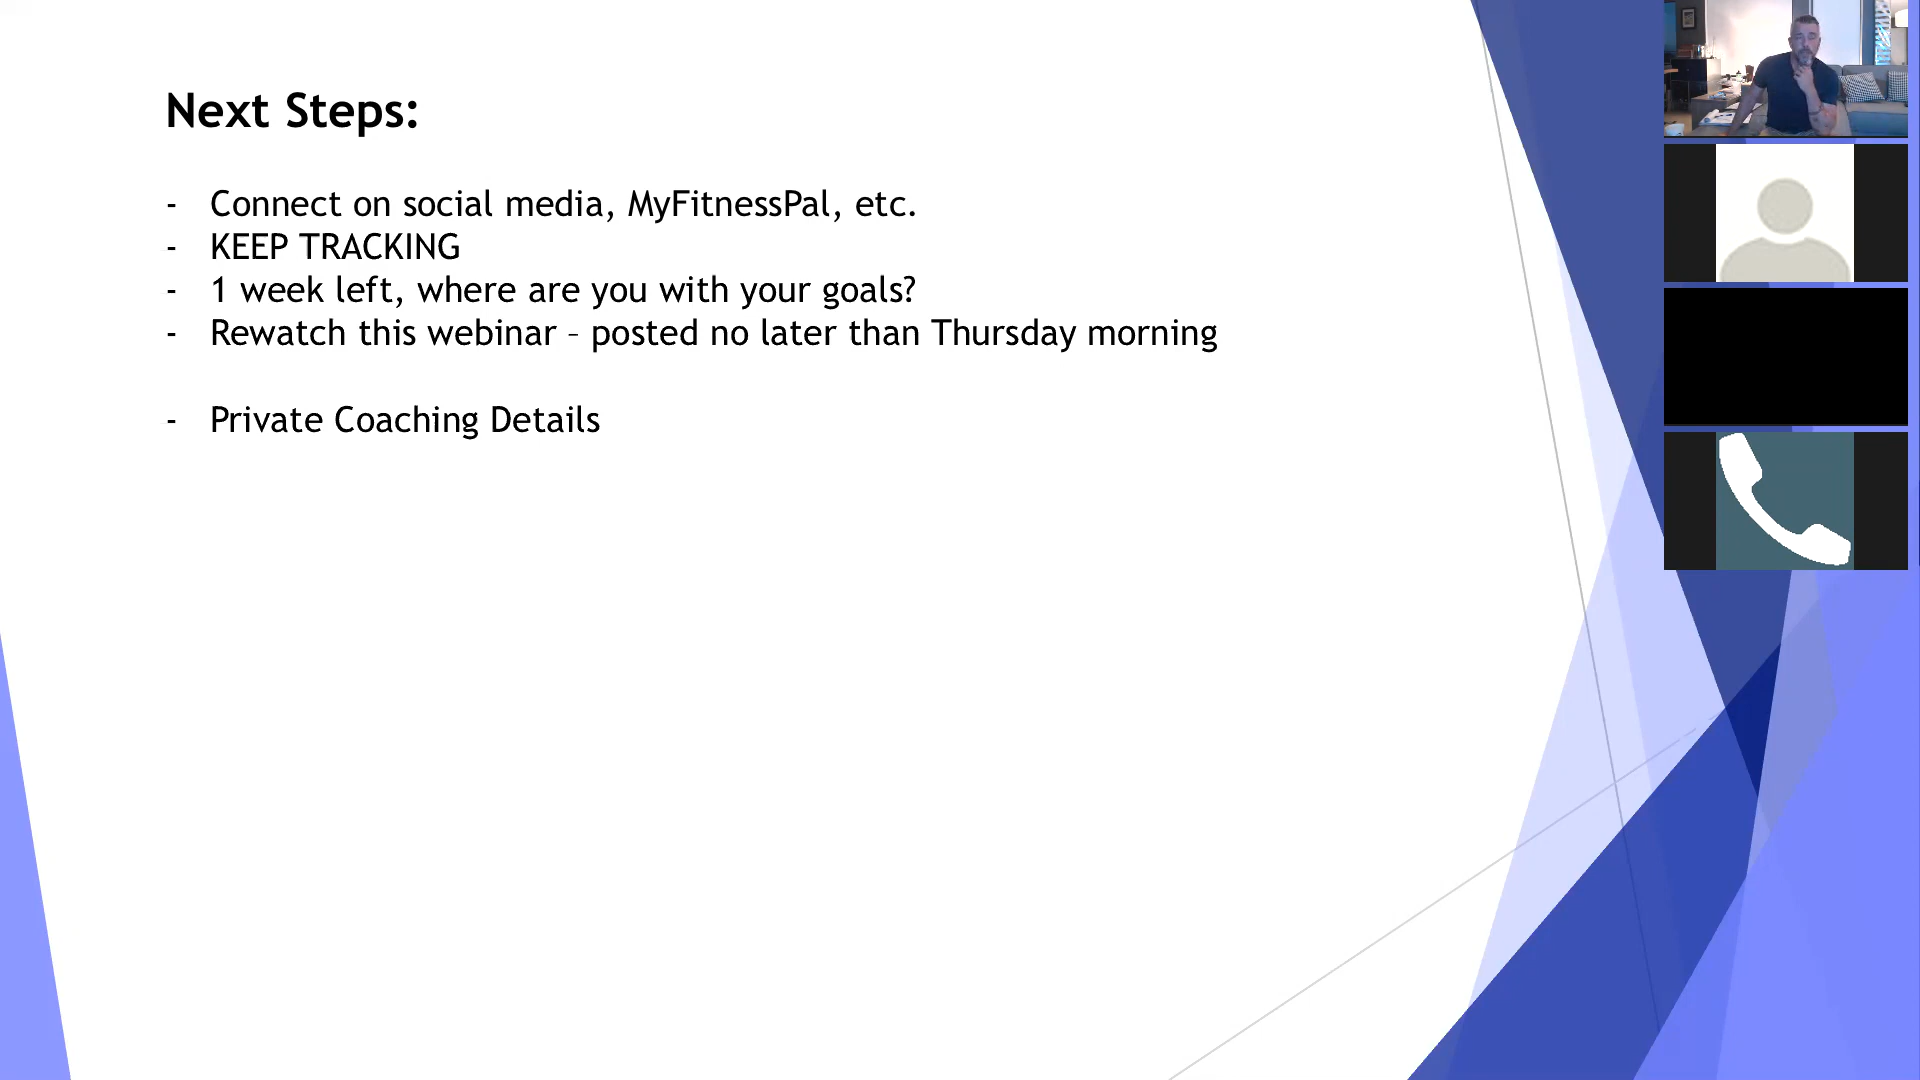 Next Steps:
- Connect on social media, MyFitnessPal, etc.
- KEEP TRACKING
- 1 week left, where are you with your goals?
- Rewatch this webinar – posted no later than Thursday morning
- Private Coaching Details